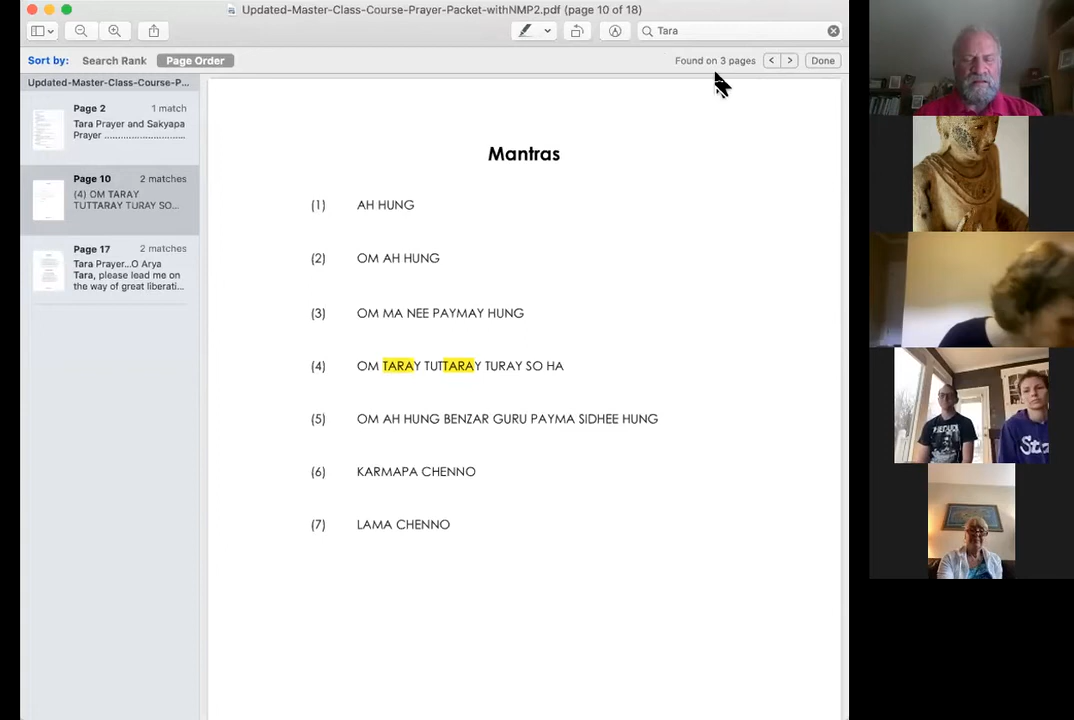 Updated-Master-Class-Course-Prayer-Packet-withNMP2.pdf (page 10 of 18)
Tara
Sort by: Search Rank Page Order
Found on 3 pages < > Done
Updated-Master-Class-Course-P...
Page 2 1 match
Tara Prayer and Sakyapa
Prayer ............................
Page 10 2 matches
(4) OM TARAY
TUTTARAY TURAY SO...
Page 17 2 matches
Tara Prayer...O Arya
Tara, please lead me on
the way of great liberati...
Mantras
(1) AH HUNG
(2) OM AH HUNG
(3) OM MA NEE PAYMAY HUNG
(4) OM TARAY TUTTARAY TURAY SO HA
(5) OM AH HUNG BENZAR GURU PAYMA SIDHEE HUNG
(6) KARMAPA CHENNO
(7) LAMA CHENNO